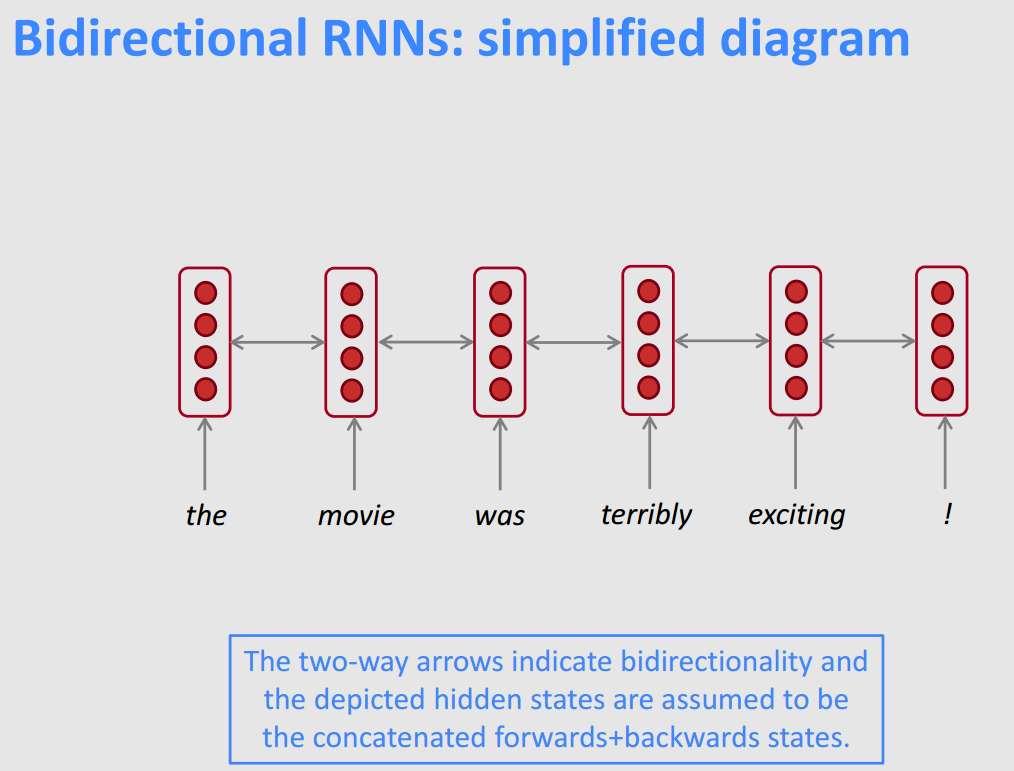 Bidirectional RNNs: simplified diagram
the movie was terribly exciting !
The two-way arrows indicate bidirectionality and
the depicted hidden states are assumed to be
the concatenated forwards+backwards states.